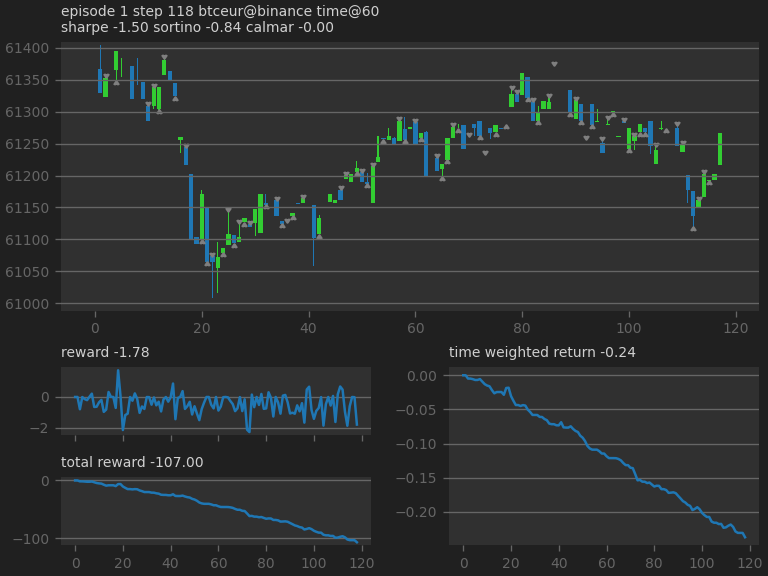 episode 1 step 118 btceur@binance time@60
sharpe -1.50 sortino -0.84 calmar -0.00
61400
61350
61300
61250
61200
61150
61100
61050
61000
0 20 40 60 80 100 120
reward -1.78
0
−2
total reward -107.00
0
−100
0 20 40 60 80 100 120
time weighted return -0.24
0.00
−0.05
−0.10
−0.15
−0.20
0 20 40 60 80 100 120